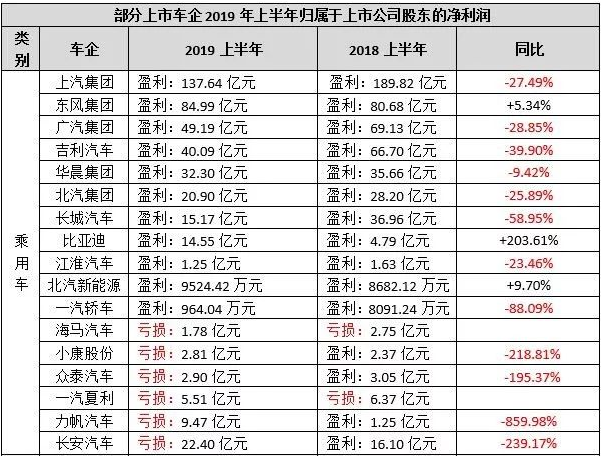 部分上市车企 2019 年上半年归属于上市公司股东的净利润
类别 车企 2019 上半年 2018 上半年 同比
乘用车
上汽集团 盈利：137.64 亿元 盈利：189.82 亿元 -27.49%
东风集团 盈利：84.99 亿元 盈利：80.68 亿元 +5.34%
广汽集团 盈利：49.19 亿元 盈利：69.13 亿元 -28.85%
吉利汽车 盈利：40.09 亿元 盈利：66.70 亿元 -39.90%
华晨集团 盈利：32.30 亿元 盈利：35.66 亿元 -9.42%
北汽集团 盈利：20.90 亿元 盈利：28.20 亿元 -25.89%
长城汽车 盈利：15.17 亿元 盈利：36.96 亿元 -58.95%
比亚迪 盈利：14.55 亿元 盈利：4.79 亿元 +203.61%
江淮汽车 盈利：1.25 亿元 盈利：1.63 亿元 -23.46%
北汽新能源 盈利：9524.42 万元 盈利：8682.12 万元 +9.70%
一汽轿车 盈利：964.04 万元 盈利：8091.24 万元 -88.09%
海马汽车 亏损：1.78 亿元 亏损：2.75 亿元
小康股份 亏损：2.81 亿元 盈利：2.37 亿元 -218.81%
众泰汽车 亏损：2.90 亿元 盈利：3.05 亿元 -195.37%
一汽夏利 亏损：5.51 亿元 亏损：6.37 亿元
力帆汽车 亏损：9.47 亿元 盈利：1.25 亿元 -859.98%
长安汽车 亏损：22.40 亿元 盈利：16.10 亿元 -239.17%